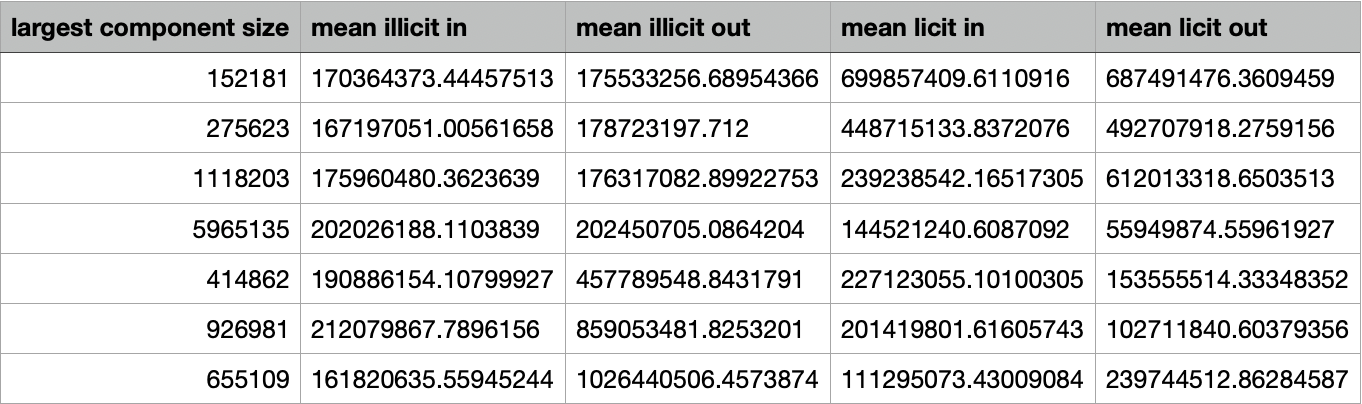 largest component size mean illicit in mean illicit out mean licit in mean licit out
152181 170364373.44457513 175533256.68954366 699857409.6110916 687491476.3609459
275623 167197051.00561658 178723197.712 448715133.8372076 492707918.2759156
1118203 175960480.3623639 176317082.89922753 239238542.16517305 612013318.6503513
5965135 202026188.1103839 202450705.0864204 144521240.6087092 55949874.55961927
414862 190886154.10799927 457789548.8431791 227123055.10100305 153555514.33348352
926981 212079867.7896156 859053481.8253201 201419801.61605743 102711840.60379356
655109 161820635.55945244 1026440506.4573874 111295073.43009084 239744512.86284587